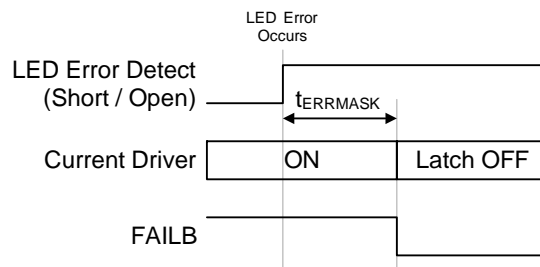 LED Error
Occurs
LED Error Detect
(Short / Open)
tERRMASK
Current Driver
ON
Latch OFF
FAILB